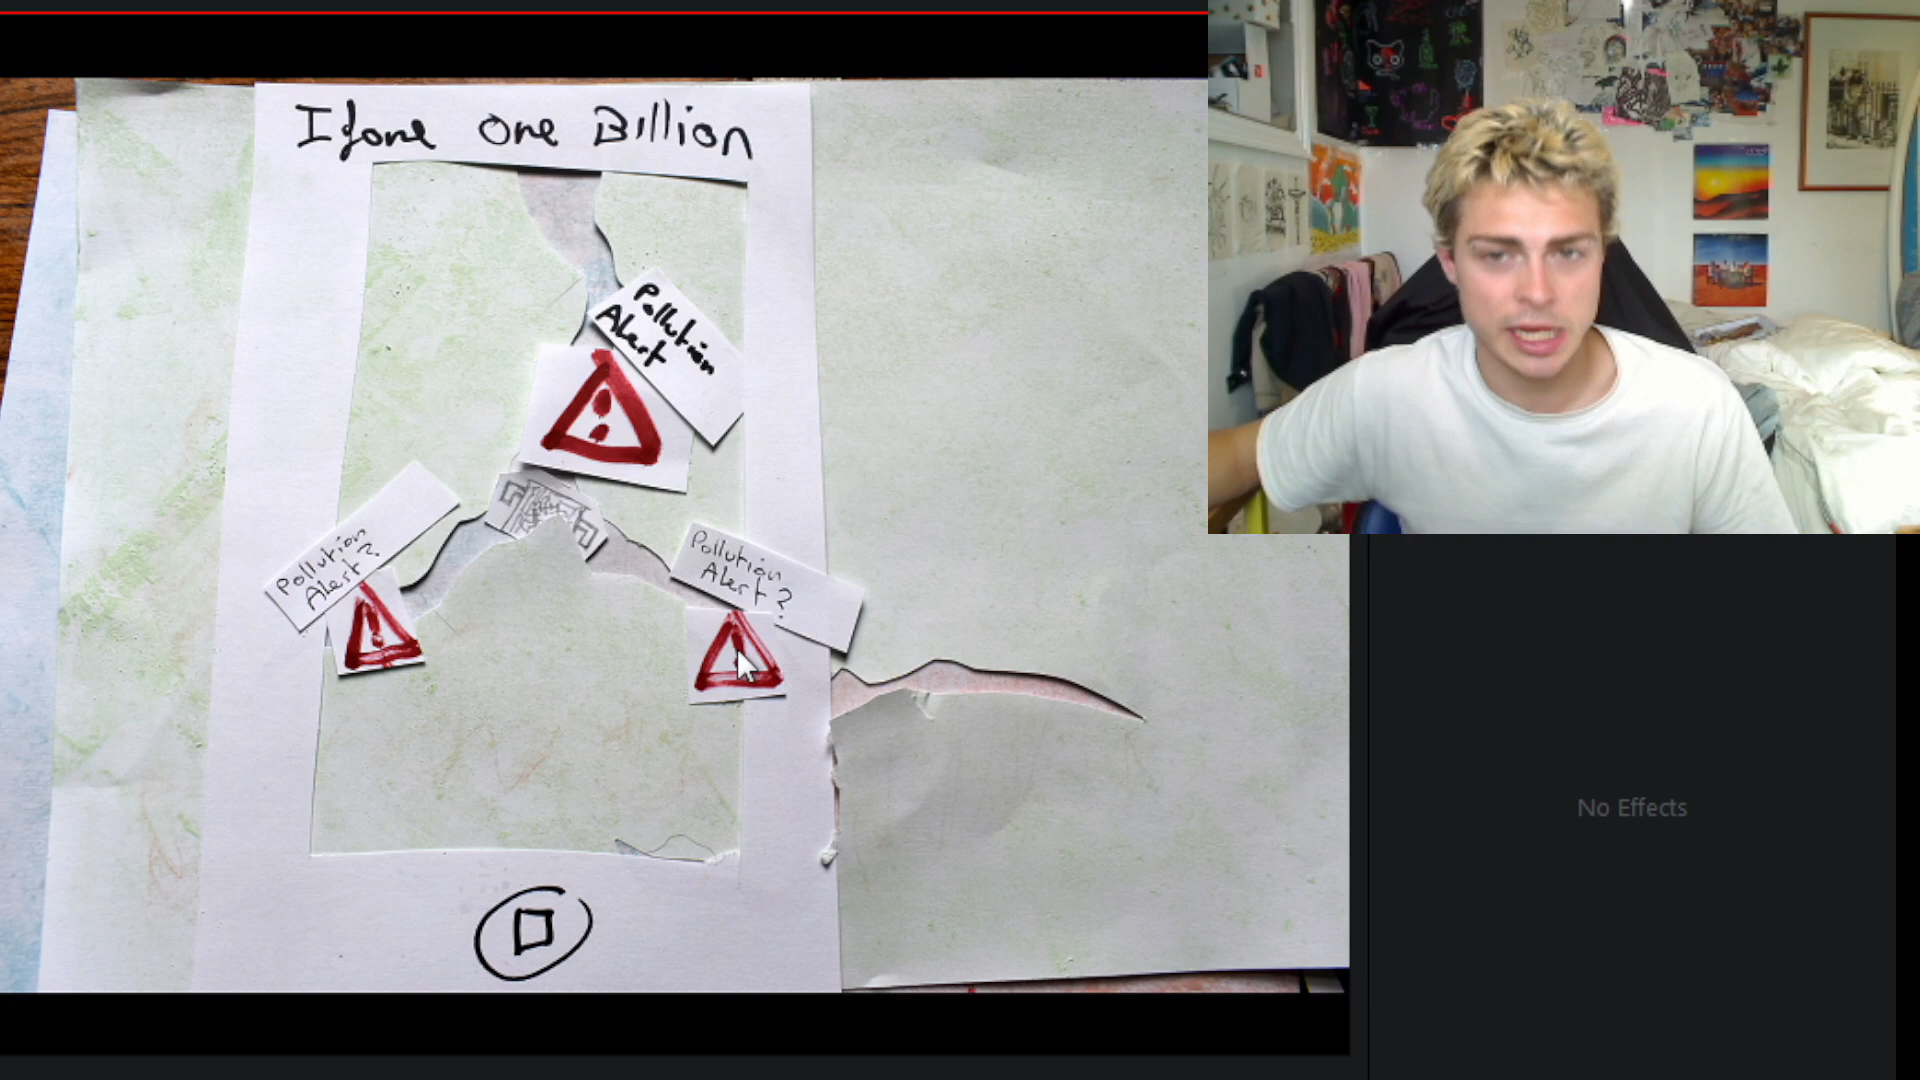 Ifone One Billion
Pollution
Alert
Pollution
Alert?
Pollution
Alert?
No Effects